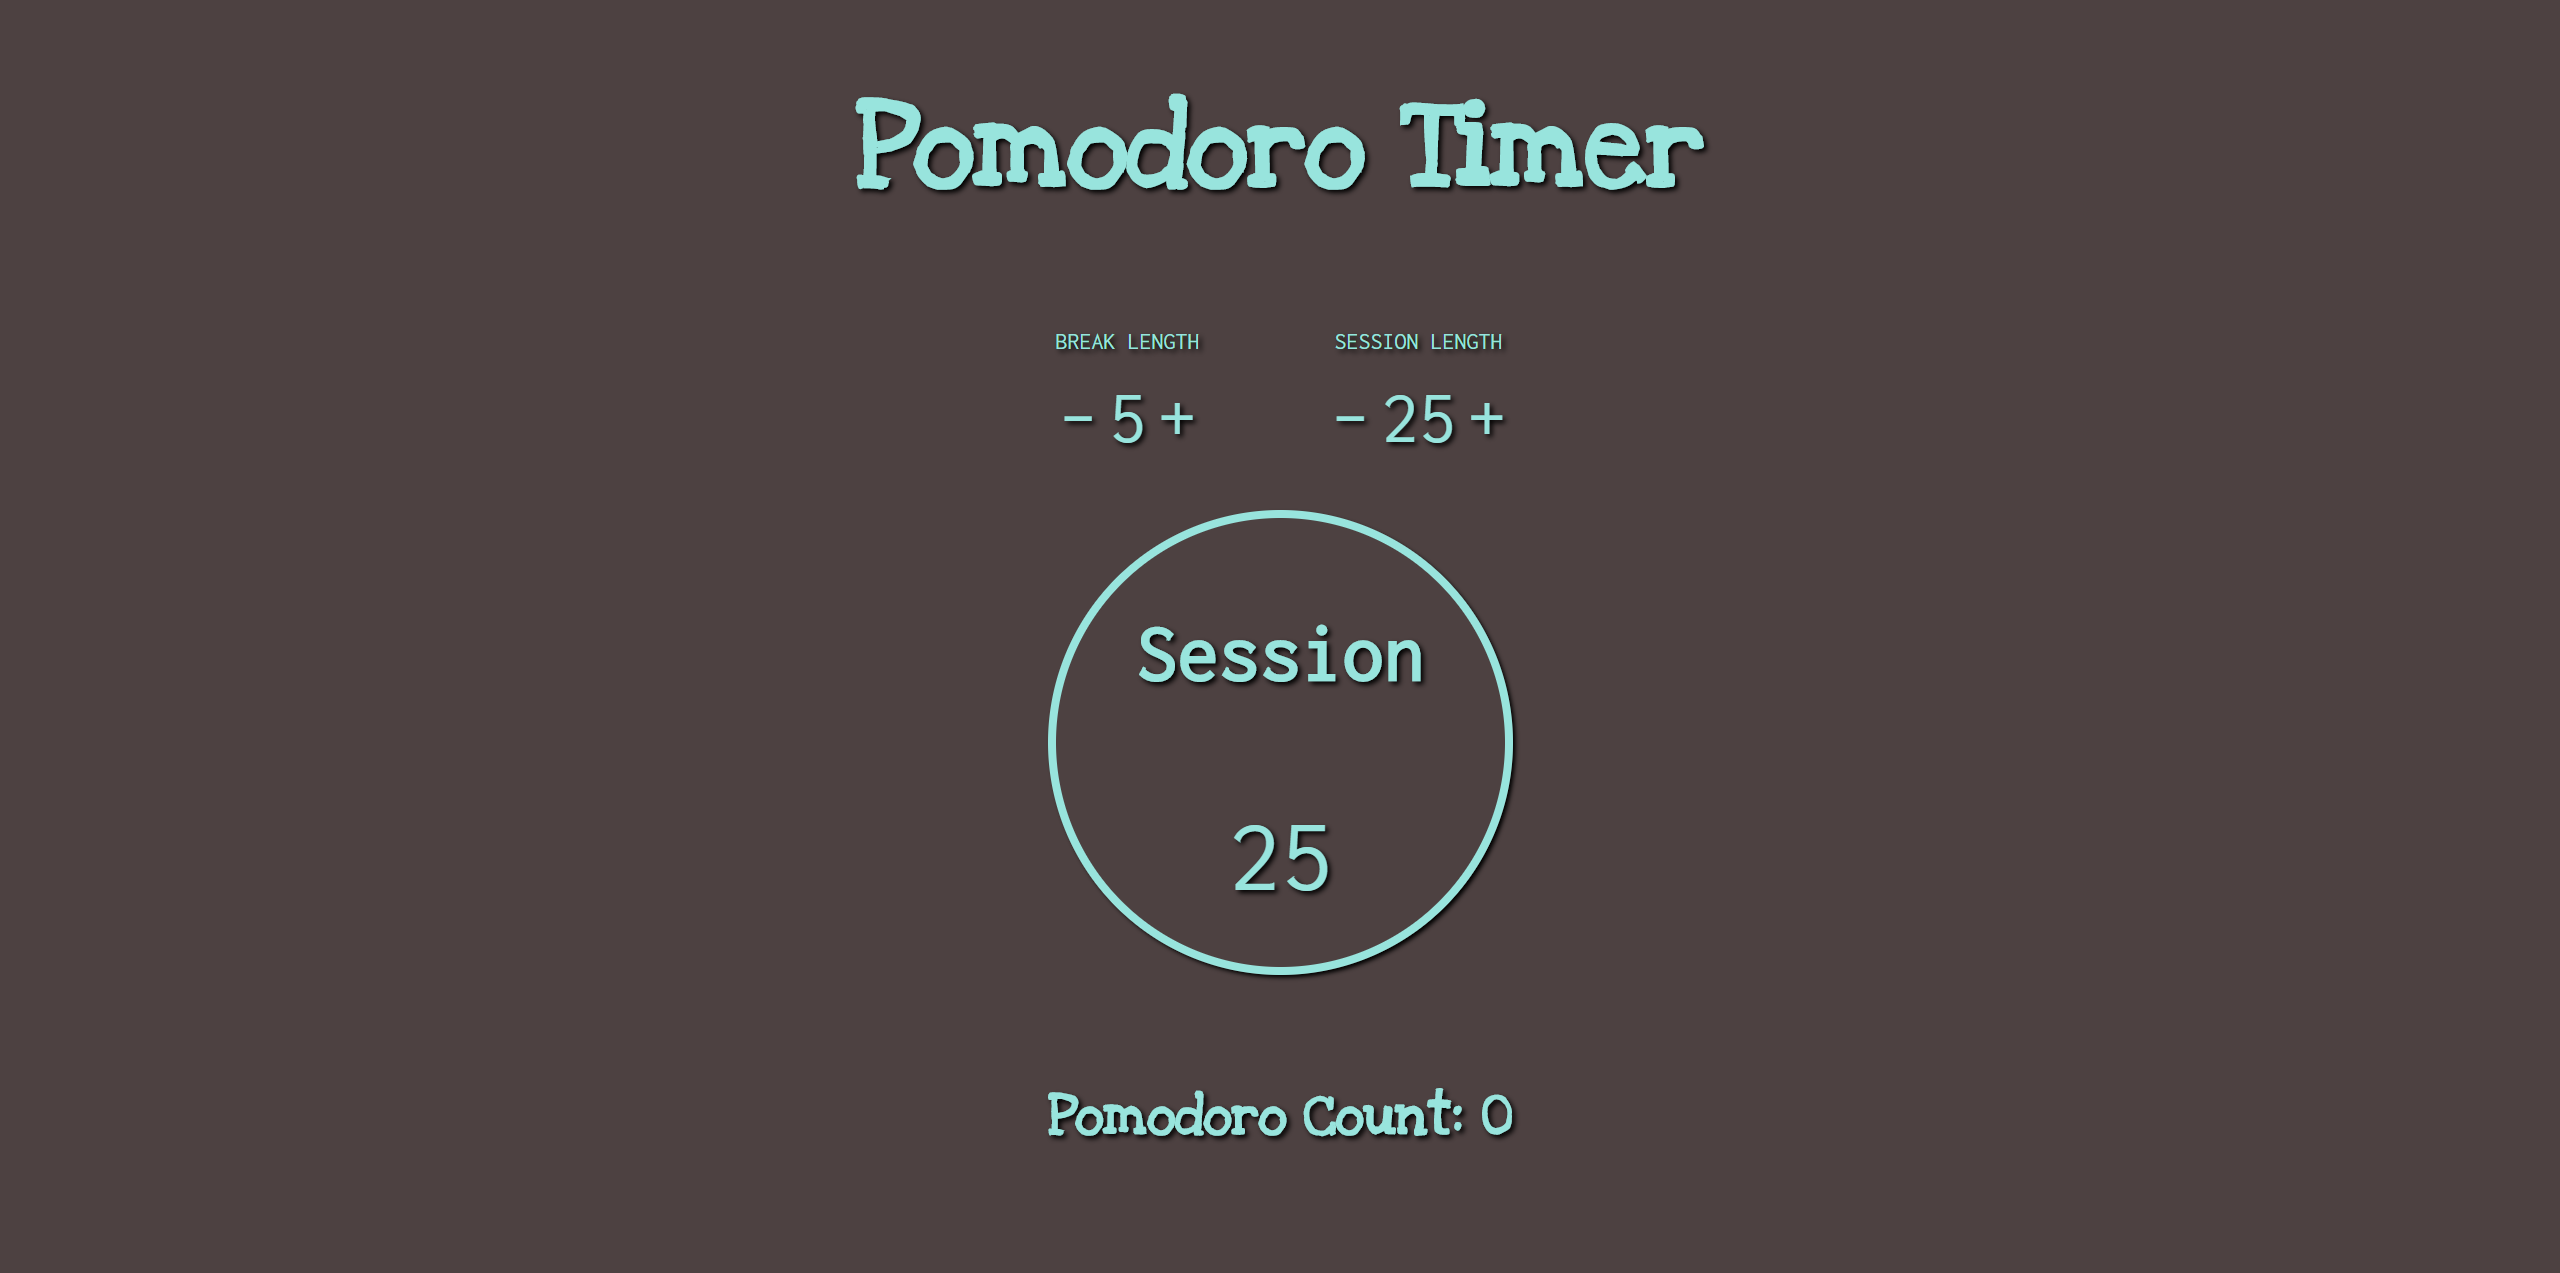 Pomodoro Timer
BREAK LENGTH SESSION LENGTH
- 5 + - 25 +
Session
25
Pomodoro Count: 0